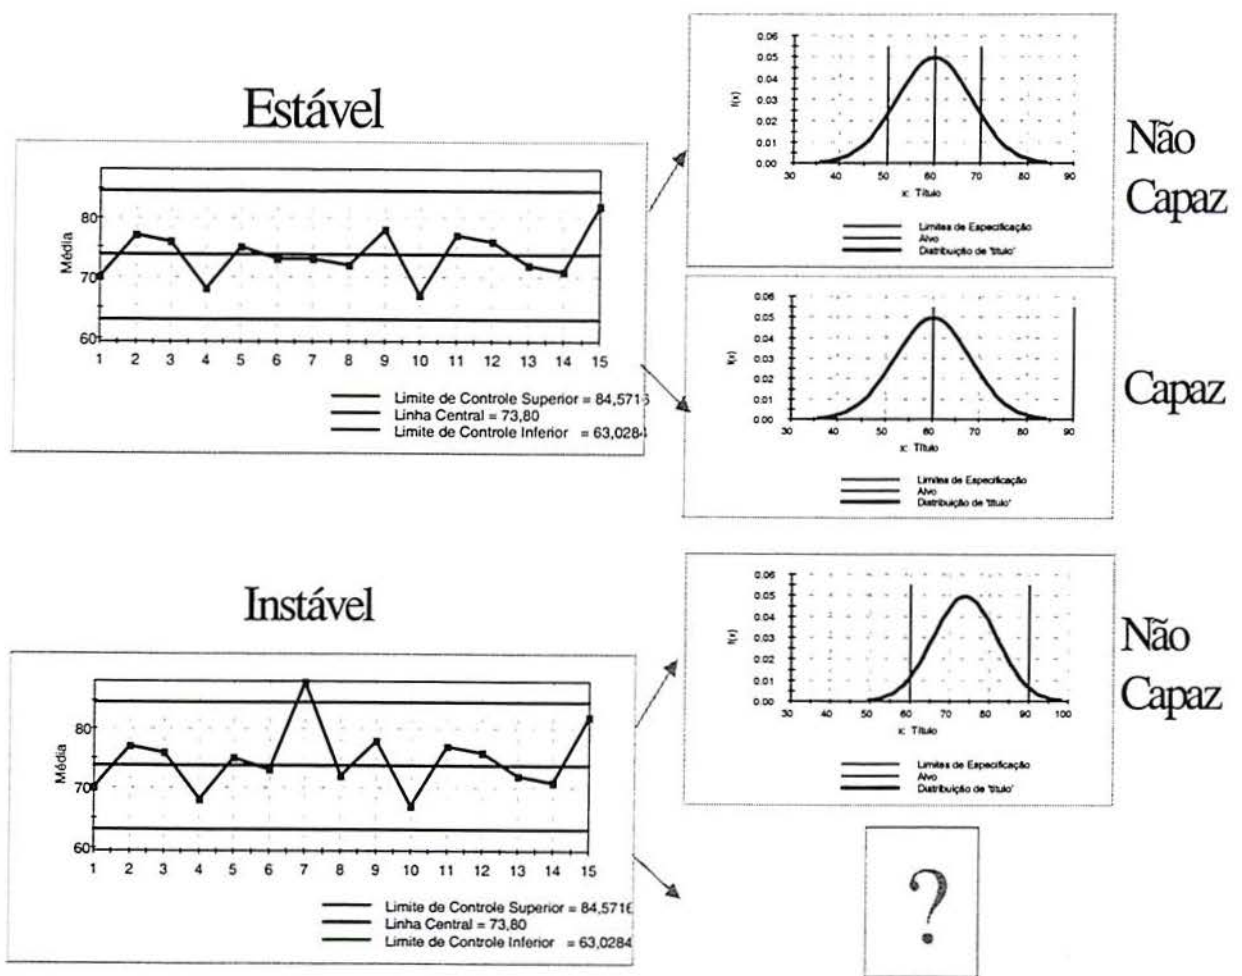 Estável
Média
80
70
60
1 2 3 4 5 6 7 8 9 10 11 12 13 14 15
Limite de Controle Superior = 84,5716
Linha Central = 73,80
Limite de Controle Inferior = 63,0284
0.06
0.05
0.04
0.03
0.02
0.01
0.00
f(x)
30 40 50 60 70 80 90
x: Título
Limites de Especificação
Alvo
Distribuição de 'título'
Não
Capaz
0.06
0.05
0.04
0.03
0.02
0.01
0.00
f(x)
30 40 50 60 70 80 90
x: Título
Limites de Especificação
Alvo
Distribuição de 'título'
Capaz
Instável
Média
80
70
60
1 2 3 4 5 6 7 8 9 10 11 12 13 14 15
Limite de Controle Superior = 84,5716
Linha Central = 73,80
Limite de Controle Inferior = 63,0284
0.06
0.05
0.04
0.03
0.02
0.01
0.00
f(x)
30 40 50 60 70 80 90 100
x: Título
Limites de Especificação
Alvo
Distribuição de 'título'
Não
Capaz
?